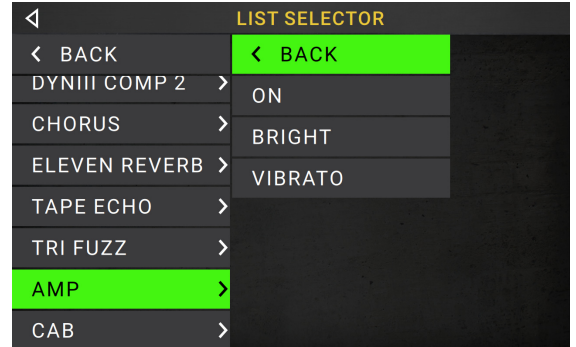 LIST SELECTOR
BACK
DYNIII COMP 2
CHORUS
ELEVEN REVERB
TAPE ECHO
TRI FUZZ
AMP
CAB
BACK
ON
BRIGHT
VIBRATO